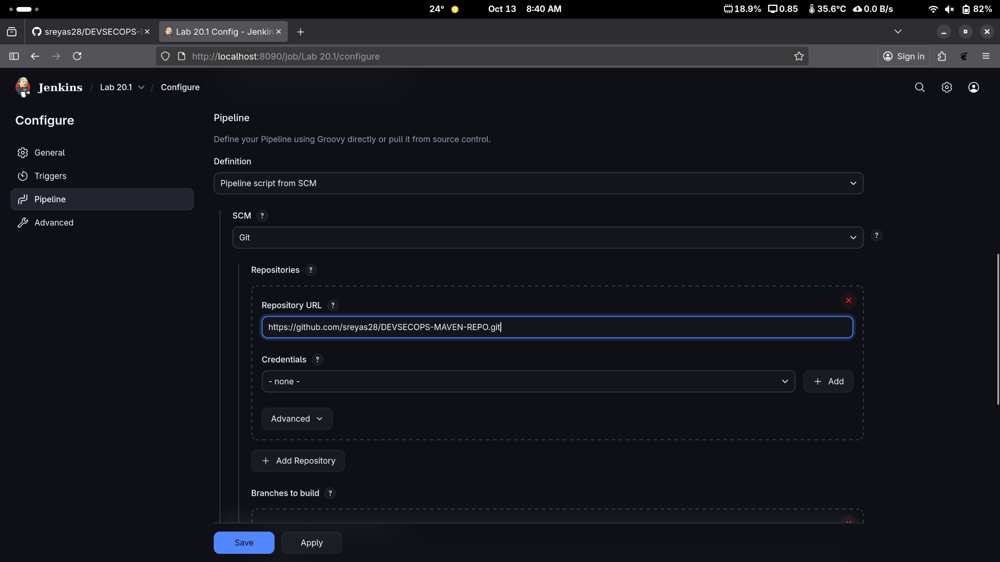 24° Oct 13 8:40 AM 18.9% 0.85 35.6°C 0.0 B/s 82%
sreyas28/DEVSECOPS- Lab 20.1 Config - Jenkin
http://localhost:8090/job/Lab 20.1/configure Sign in
Jenkins / Lab 20.1 / Configure
Configure
General
Triggers
Pipeline
Advanced
Pipeline
Define your Pipeline using Groovy directly or pull it from source control.
Definition
Pipeline script from SCM
SCM ?
Git ?
Repositories ?
Repository URL ?
https://github.com/sreyas28/DEVSECOPS-MAVEN-REPO.git
Credentials ?
- none - + Add
Advanced
+ Add Repository
Branches to build ?
Save Apply